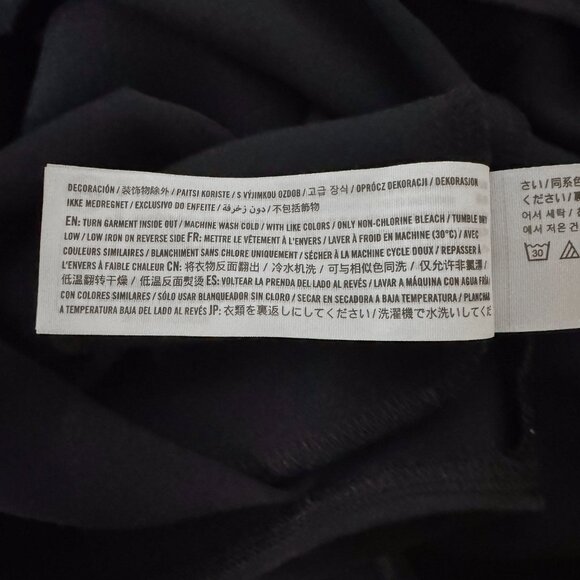 DECORACIÓN / 装饰物除外 / PAITSI KORISTE / S VÝJIMKOU OZDOB / 고급 장식 / OPRÓCZ DEKORACJI / DEKORASJON
IKKE MEDREGNET / EXCLUSIVO DO ENFEITE / دون زخرفة / 不包括飾物
EN: TURN GARMENT INSIDE OUT / MACHINE WASH COLD / WITH LIKE COLORS / ONLY NON-CHLORINE BLEACH / TUMBLE DRY
LOW / LOW IRON ON REVERSE SIDE FR: METTRE LE VÊTEMENT À L'ENVERS / LAVER À FROID EN MACHINE (30°C) / AVEC
COULEURS SIMILAIRES / BLANCHIMENT SANS CHLORE UNIQUEMENT / SÉCHER À LA MACHINE CYCLE DOUX / REPASSER À
L'ENVERS À FAIBLE CHALEUR CN: 将衣物反面翻出 / 冷水机洗 / 可与相似色同洗 / 仅允许非氯漂 /
低温翻转干燥 / 低温反面熨烫 ES: VOLTEAR LA PRENDA DEL LADO AL REVÉS / LAVAR A MÁQUINA CON AGUA FRÍA /
CON COLORES SIMILARES / SÓLO USAR BLANQUEADOR SIN CLORO / SECAR EN SECADORA A BAJA TEMPERATURA / PLANCHA
A TEMPERATURA BAJA DEL LADO AL REVÉS JP: 衣類を裏返しにしてください / 洗濯機で水洗いしてくだ
さい / 同系色
ください / 
어서 세탁 /
에서 저온 건
30